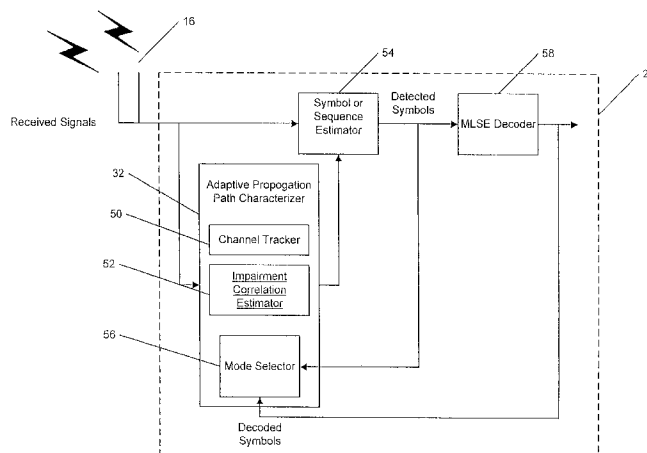 16
54
58
2
Symbol or
Sequence
Estimator
Detected
Symbols
MLSE Decoder
Received Signals
32
Adaptive Propogation
Path Characterizer
50
Channel Tracker
52
Impairment
Correlation
Estimator
56
Mode Selector
Decoded
Symbols